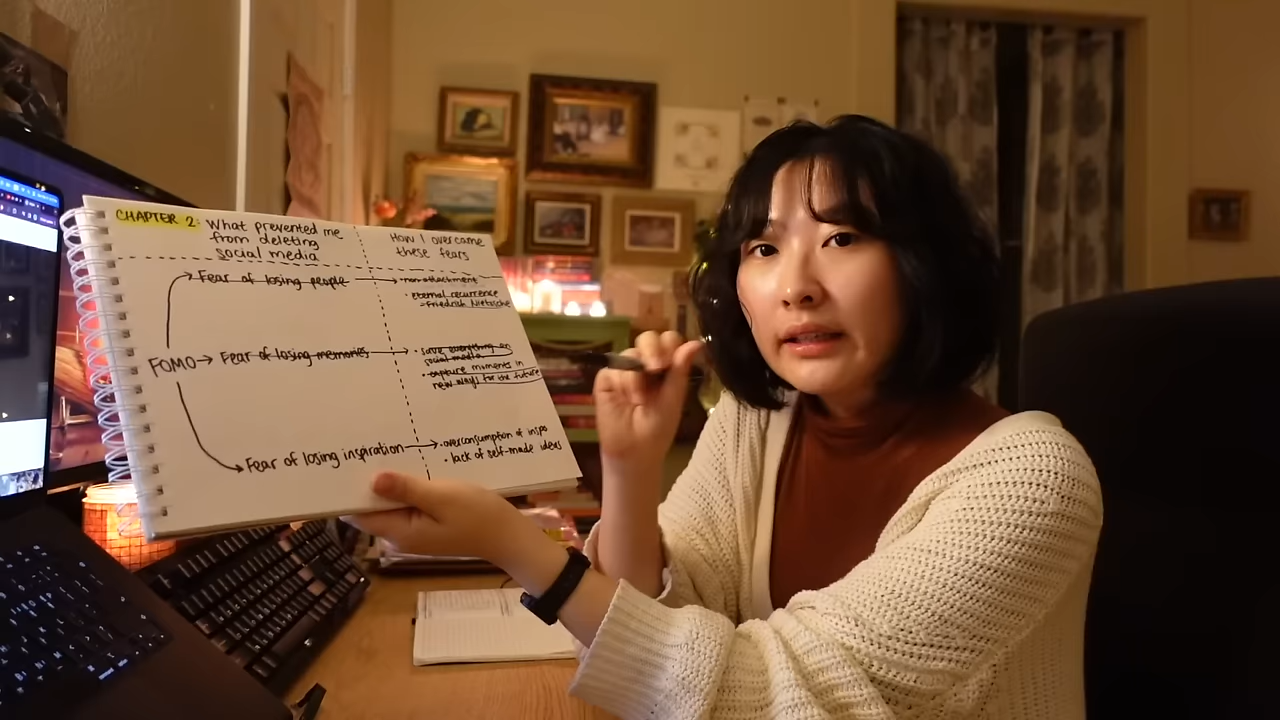 CHAPTER 2: What prevented me
from deleting
social media
How I overcame
these fears
Fear of losing people
• non attachment
• eternal recurrence
- Friedrich Nietzsche
FOMO
Fear of losing memories
• save everything on
social media
• capture moments in
new ways for the future
Fear of losing inspiration
• overconsumption of inspo
• lack of self-made ideas